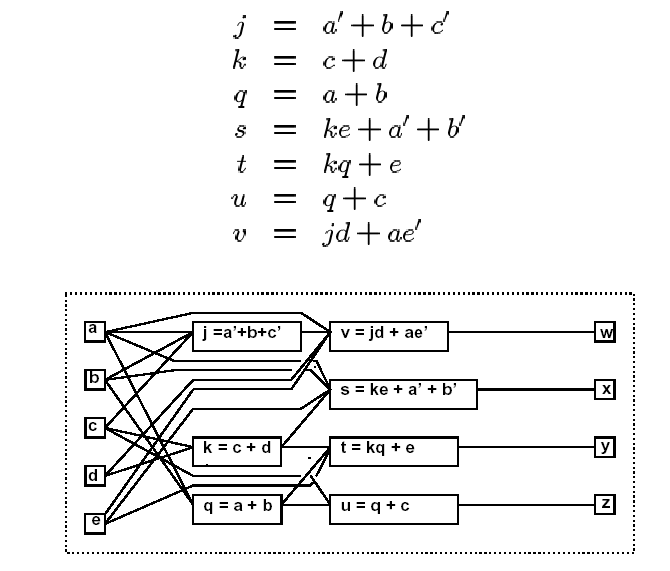 j = a′ + b + c′
k = c + d
q = a + b
s = ke + a′ + b′
t = kq + e
u = q + c
v = jd + ae′
a j =a'+b+c' v = jd + ae' w
b s = ke + a' + b' x
c k = c + d t = kq + e y
d
e q = a + b u = q + c z